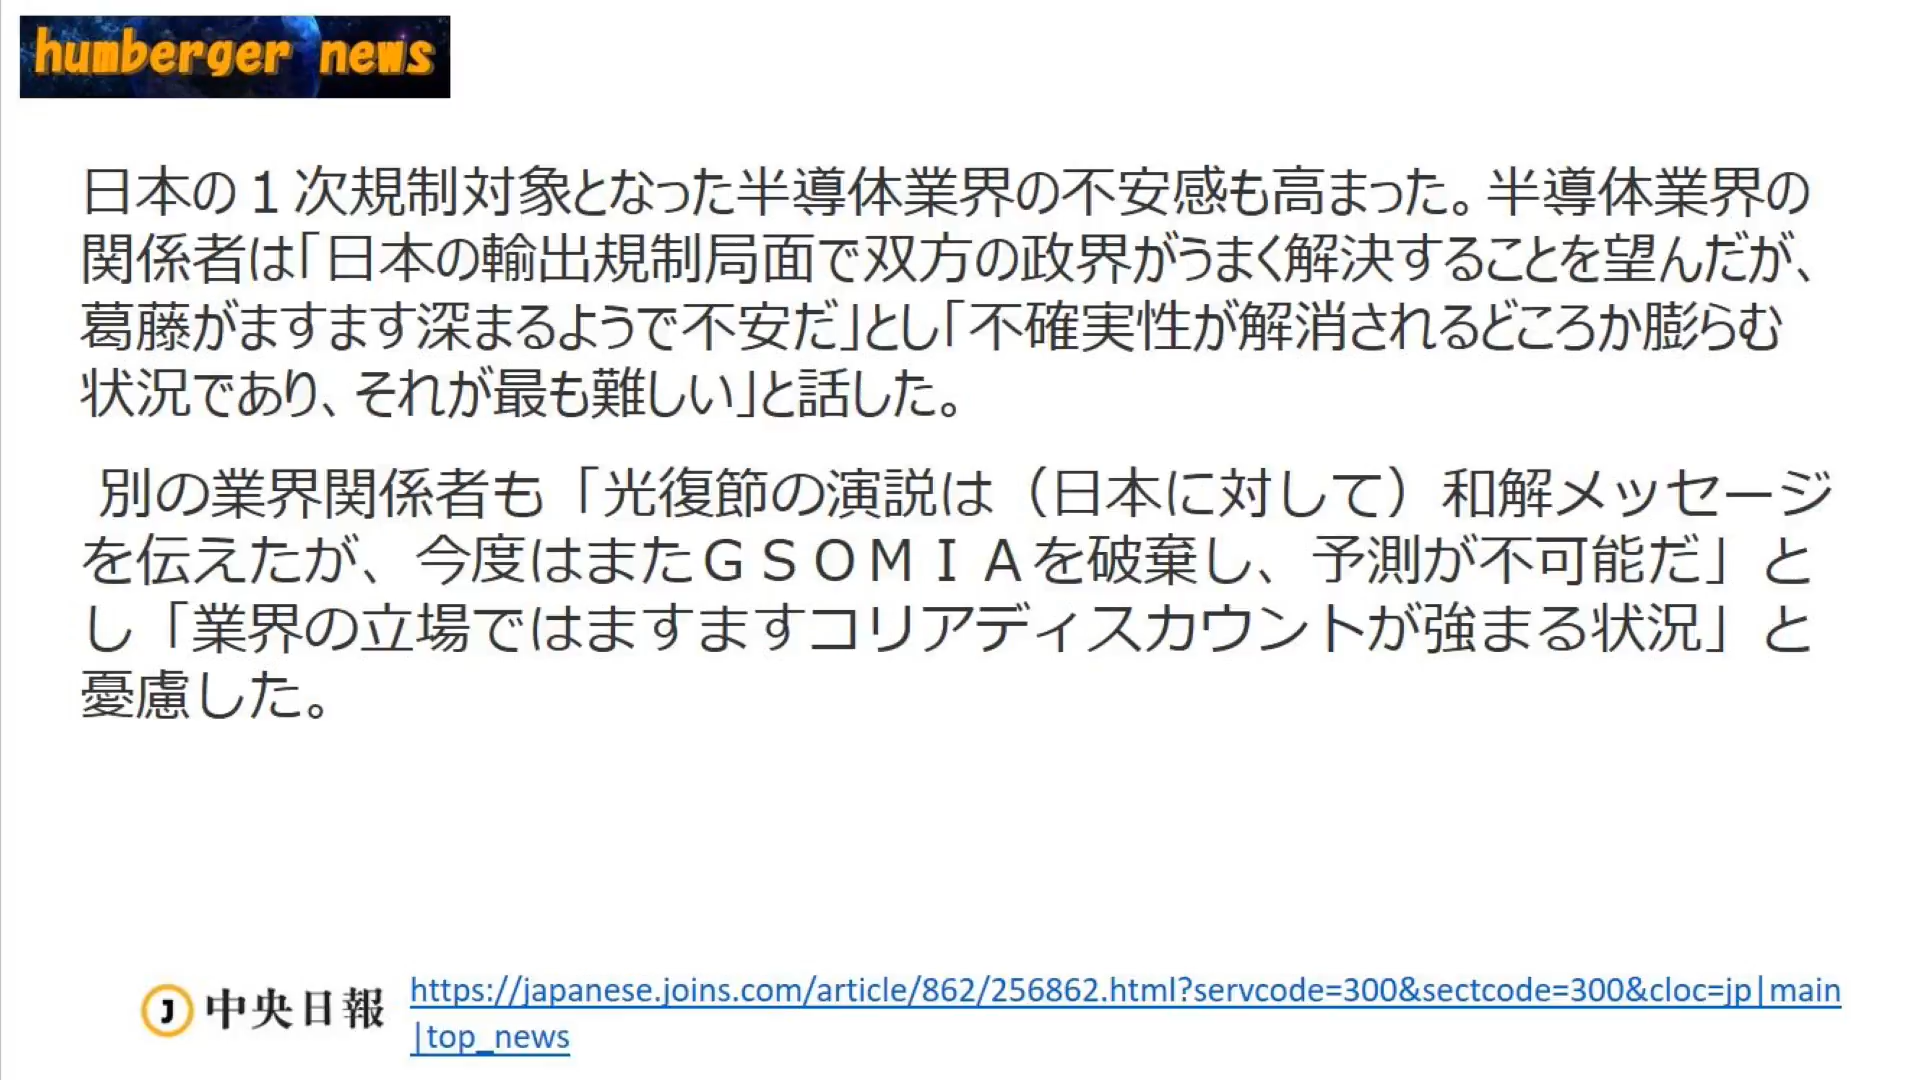 humberger news
日本の１次規制対象となった半導体業界の不安感も高まった。半導体業界の
関係者は「日本の輸出規制局面で双方の政界がうまく解決することを望んだが、
葛藤がますます深まるようで不安だ」とし「不確実性が解消されるどころか膨らむ
状況であり、それが最も難しい」と話した。
別の業界関係者も「光復節の演説は（日本に対して）和解メッセージ
を伝えたが、今度はまたＧＳＯＭＩＡを破棄し、予測が不可能だ」と
し「業界の立場ではますますコリアディスカウントが強まる状況」と
憂慮した。
J 中央日報
https://japanese.joins.com/article/862/256862.html?servcode=300&sectcode=300&cloc=jp|main
|top_news